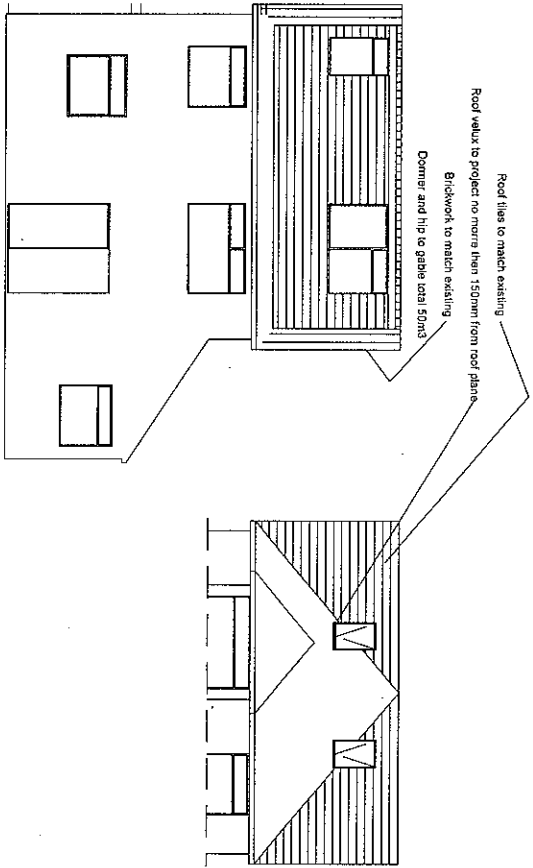 Roof tiles to match existing
Roof velux to project no morre then 150mm from roof plane
Brickwork to match existing
Dormer and hip to gable total 50m3